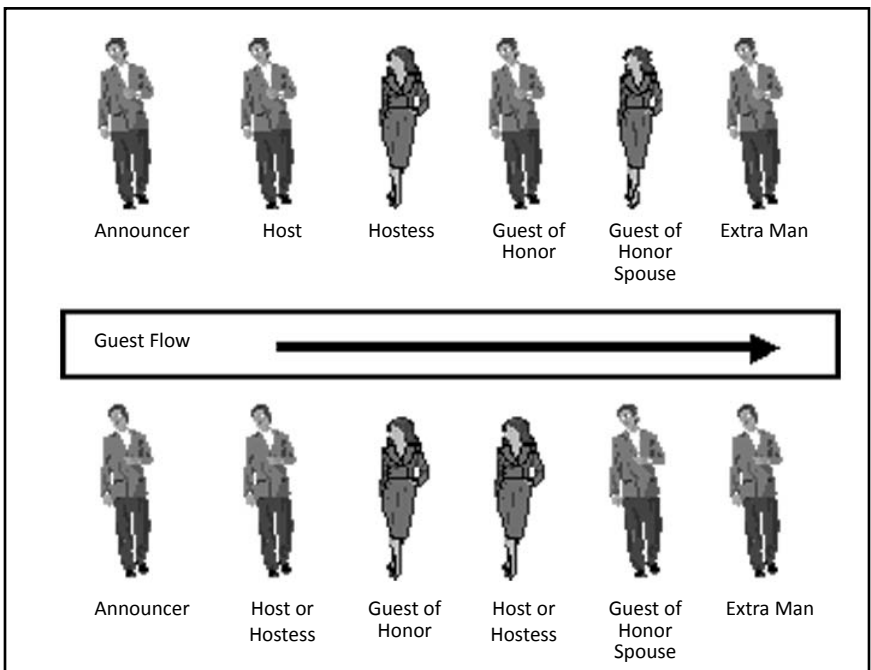 Announcer
Host
Hostess
Guest of
Honor
Guest of
Honor
Spouse
Extra Man
Guest Flow
Announcer
Host or
Hostess
Guest of
Honor
Host or
Hostess
Guest of
Honor
Spouse
Extra Man